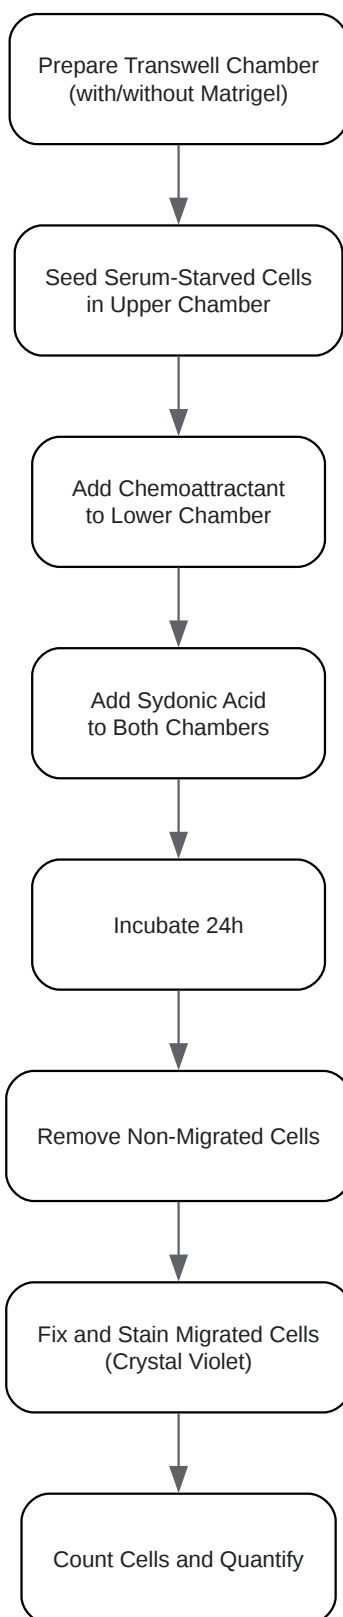 Prepare Transwell Chamber
(with/without Matrigel)
Seed Serum-Starved Cells
in Upper Chamber
Add Chemoattractant
to Lower Chamber
Add Sydonic Acid
to Both Chambers
Incubate 24h
Remove Non-Migrated Cells
Fix and Stain Migrated Cells
(Crystal Violet)
Count Cells and Quantify